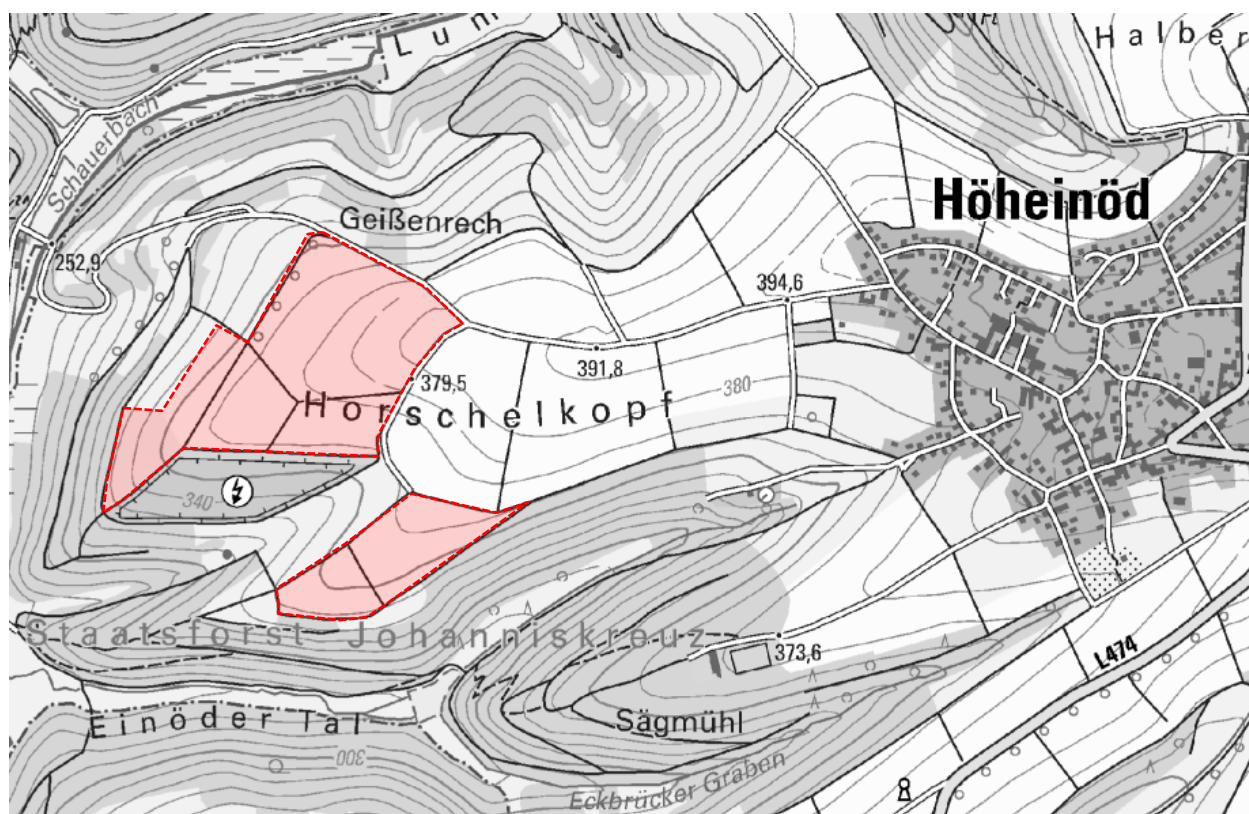 Lum
Halber
Schauerbach
Höheinöd
Geißenrech
252,9
394,6
379,5
391,8
380
Horschelkopf
340
Staatsforst Johanniskreuz
373,6
L474
Einöder Tal
Sägmühl
300
Eckbrücker Graben